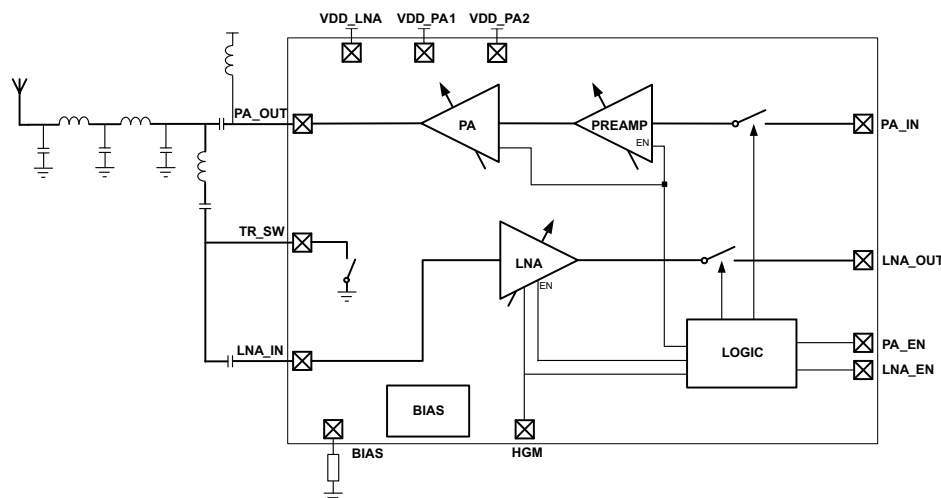 VDD_LNA VDD_PA1 VDD_PA2
PA_OUT
PA
PREAMP
EN
PA_IN
TR_SW
LNA
EN
LNA_OUT
LNA_IN
LOGIC
PA_EN
LNA_EN
BIAS
BIAS
HGM